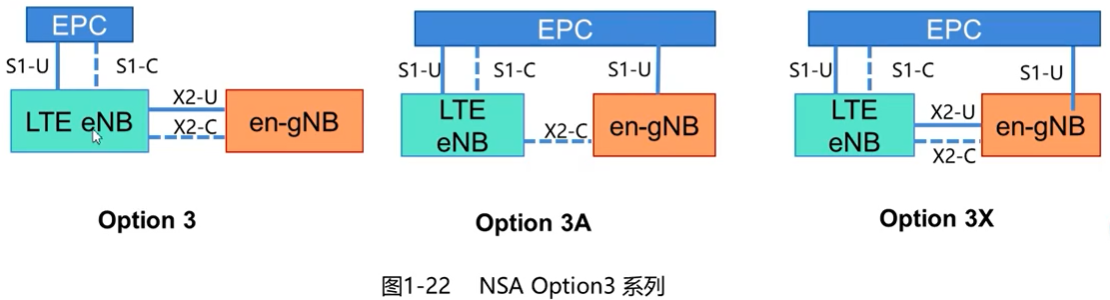 EPC
S1-U
S1-C
LTE eNB
X2-U
X2-C
en-gNB
Option 3
EPC
S1-U
S1-C
S1-U
LTE
eNB
X2-C
en-gNB
Option 3A
EPC
S1-U
S1-C
S1-U
LTE
eNB
X2-U
X2-C
en-gNB
Option 3X
图1-22 NSA Option3 系列